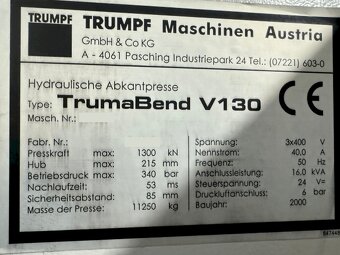 TRUMPF TRUMPF Maschinen Austria
GmbH & Co KG
A - 4061 Pasching Industriepark 24 Tel.: (07221) 603-0
Hydraulische Abkantpresse
Type: TrumaBend V130 CE
Masch. Nr.:
Fabr. Nr.: Spannung: 3x400 V
Presskraft max: 1300 kN Nennstrom: 40,0 A
Hub max: 215 mm Frequenz: 50 Hz
Betriebsdruck max: 340 bar Anschlusswert: 16.0 kVA
Nachlaufzeit: 53 ms Steuerspannung: 24 V=
Sicherheitsabstand: 85 mm Druckluftanschluss: 6 bar
Masse der Presse: 11250 kg Baujahr: 2000